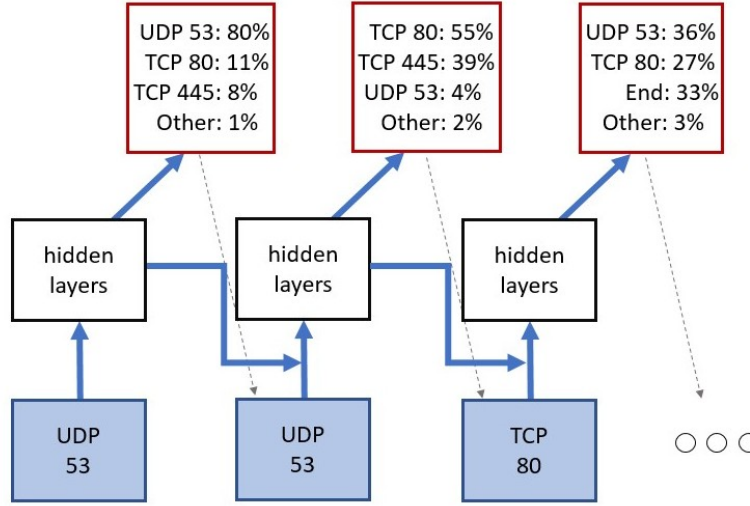 UDP 53: 80%
TCP 80: 11%
TCP 445: 8%
Other: 1%
TCP 80: 55%
TCP 445: 39%
UDP 53: 4%
Other: 2%
UDP 53: 36%
TCP 80: 27%
End: 33%
Other: 3%
hidden
layers
hidden
layers
hidden
layers
UDP
53
UDP
53
TCP
80